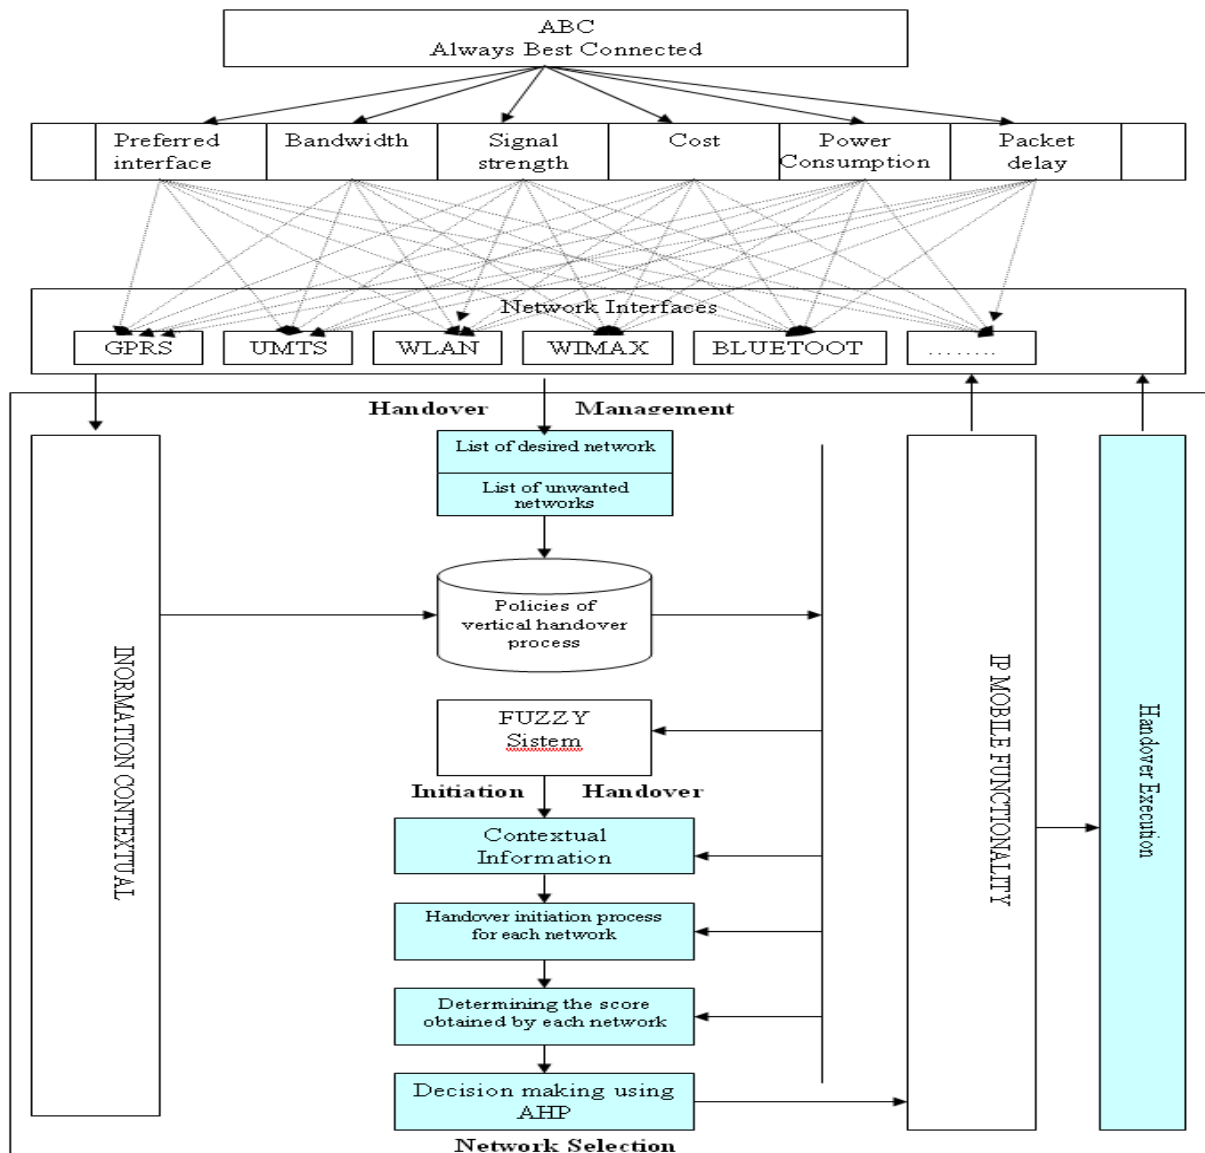 ABC
Always Best Connected
Preferred
interface
Bandwidth
Signal
strength
Cost
Power
Consumption
Packet
delay
Network Interfaces
GPRS
UMTS
WLAN
WIMAX
BLUETOOT
........
Handover Management
List of desired network
List of unwanted
networks
Policies of
vertical handover
process
FUZZY
Sistem
Initiation Handover
Contextual
Information
Handover initiation process
for each network
Determining the score
obtained by each network
Decision making using
AHP
Network Selection
INORMATION CONTEXTUAL
IP MOBILE FUNCTIONALITY
Handover Execution